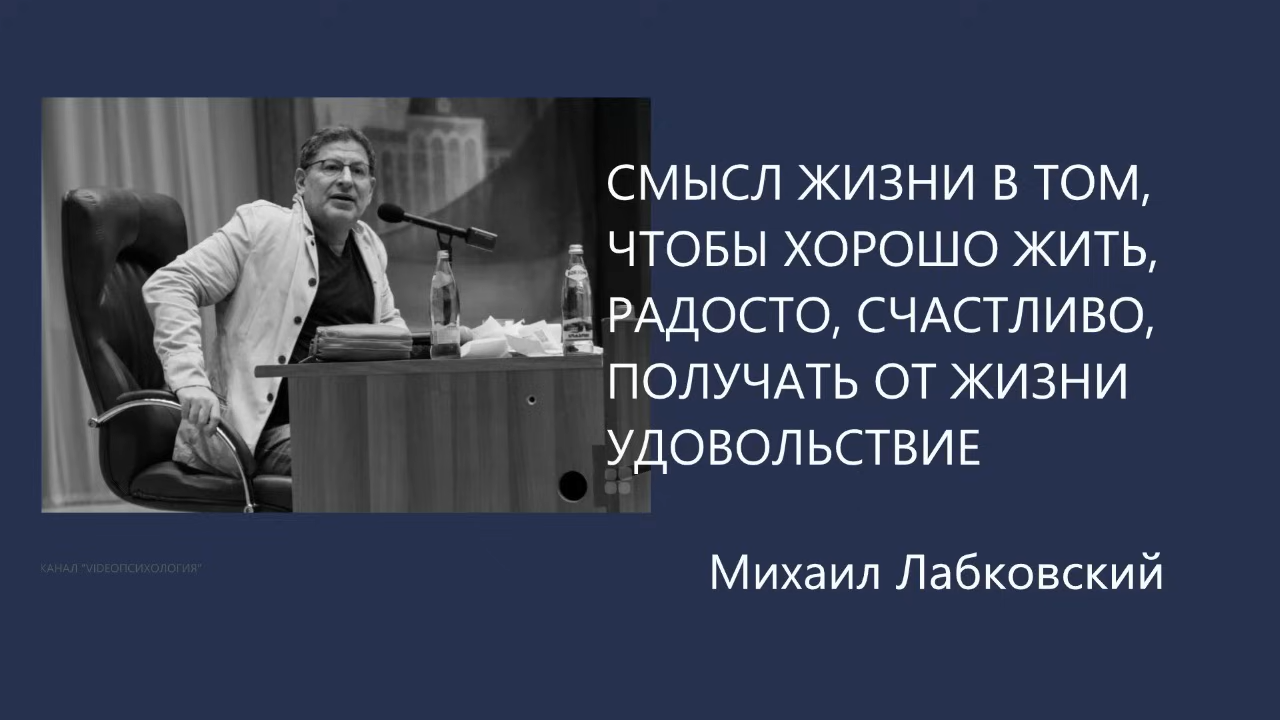 СМЫСЛ ЖИЗНИ В ТОМ,
ЧТОБЫ ХОРОШО ЖИТЬ,
РАДОСТО, СЧАСТЛИВО,
ПОЛУЧАТЬ ОТ ЖИЗНИ
УДОВОЛЬСТВИЕ
Михаил Лабковский
КАНАЛ "VIDEOПСИХОЛОГИЯ"